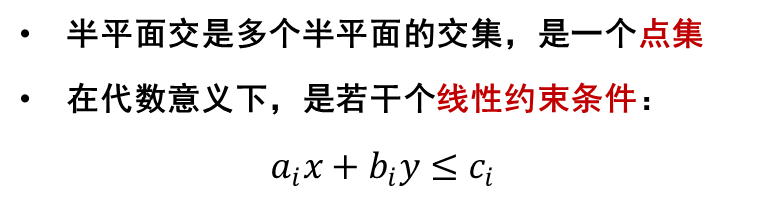 • 半平面交是多个半平面的交集，是一个点集
• 在代数意义下，是若干个线性约束条件：
aᵢx + bᵢy ≤ cᵢ